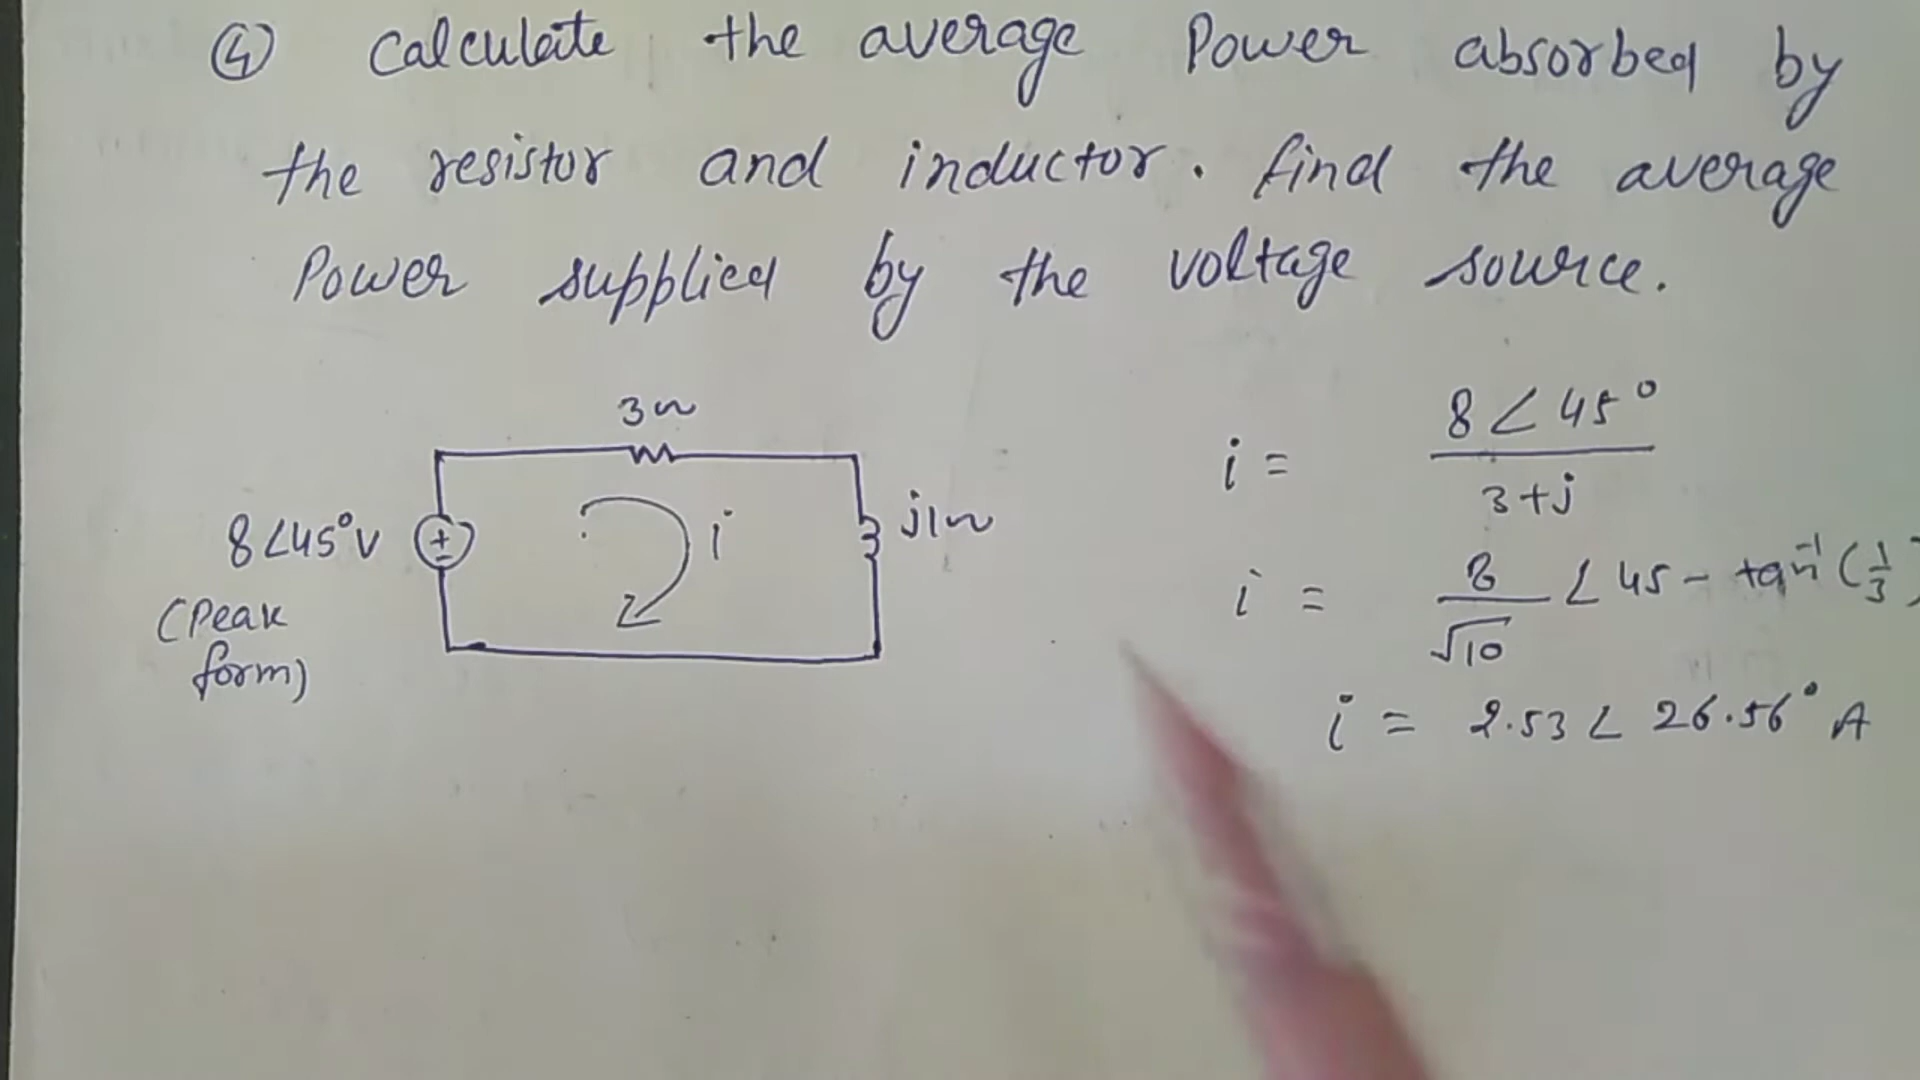 ④ Calculate the average Power absorbed by
the resistor and inductor. find the average
Power supplied by the voltage source.
3Ω
8∠45°V
(Peak
form)
+
-
i
j1Ω
i = 8∠45° / 3+j
i = 8/√10 ∠45 - tan⁻¹(1/3)
i = 2.53∠26.56° A